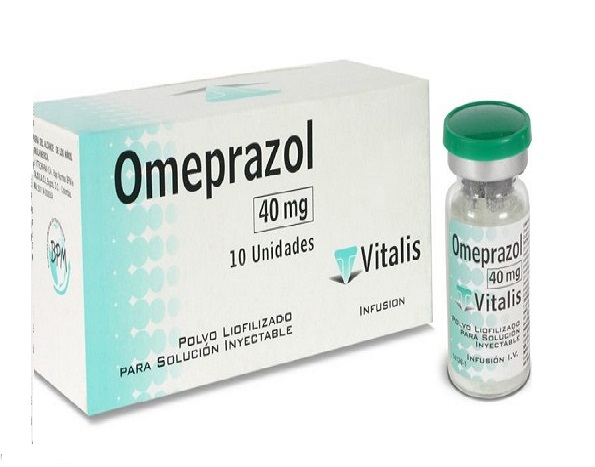 Omeprazol
40 mg
10 Unidades
Vitalis
POLVO LIOFILIZADO
PARA SOLUCIÓN INYECTABLE
INFUSION
BPM
Omeprazol
40 mg
Vitalis
POLVO LIOFILIZADO
PARA SOLUCIÓN
INYECTABLE
INFUSIÓN I.V.